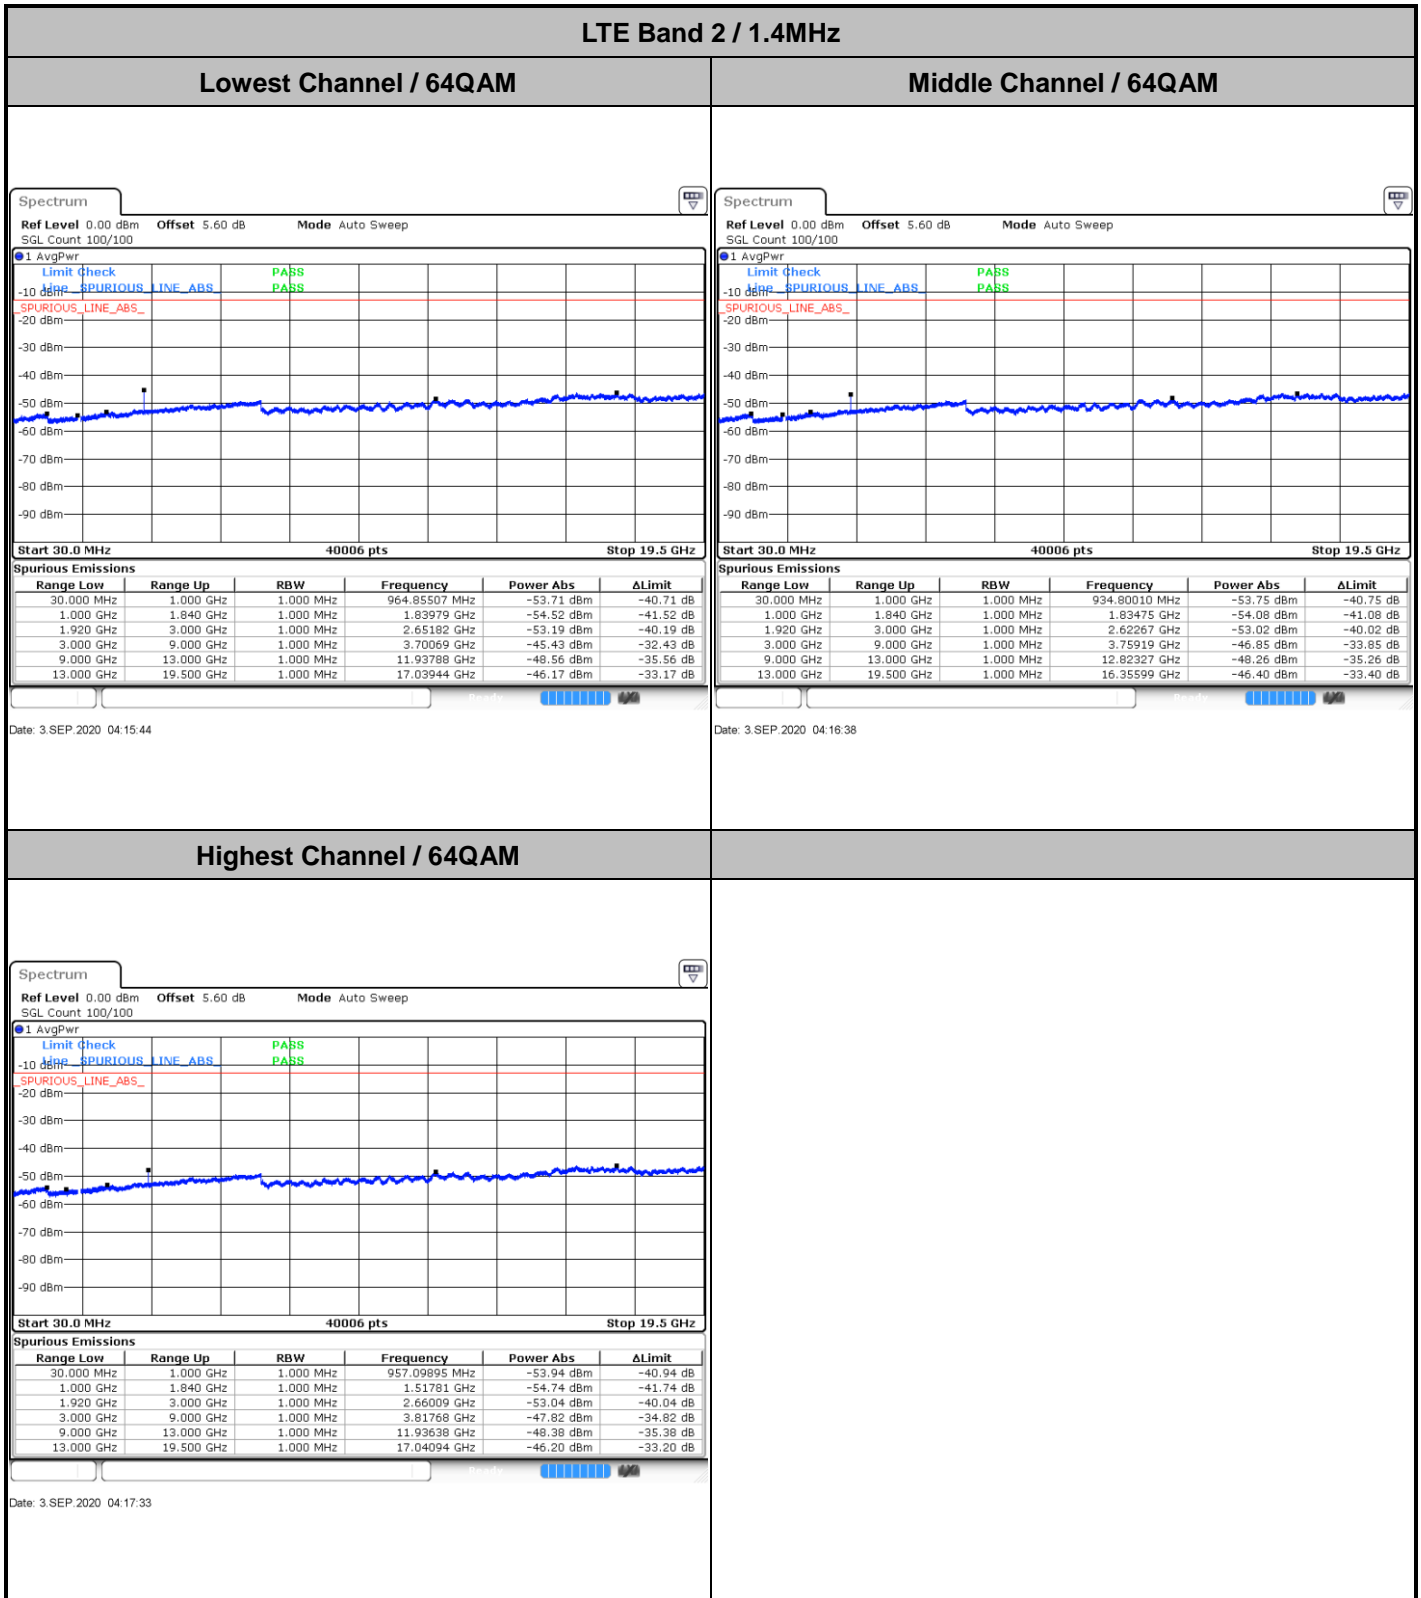 LTE Band 2 / 1.4MHz
Lowest Channel / 64QAM
Middle Channel / 64QAM
Spectrum
Ref Level 0.00 dBm Offset 5.60 dB Mode Auto Sweep
SGL Count 100/100
1 AvgPwr
Limit Check PASS
Line _SPURIOUS_LINE_ABS_ PASS
-10 dBm
_SPURIOUS_LINE_ABS_
-20 dBm
-30 dBm
-40 dBm
-50 dBm
-60 dBm
-70 dBm
-80 dBm
-90 dBm
Start 30.0 MHz 40006 pts Stop 19.5 GHz
Spurious Emissions
Range Low Range Up RBW Frequency Power Abs ΔLimit
30.000 MHz 1.000 GHz 1.000 MHz 964.85507 MHz -53.71 dBm -40.71 dB
1.000 GHz 1.840 GHz 1.000 MHz 1.83979 GHz -54.52 dBm -41.52 dB
1.920 GHz 3.000 GHz 1.000 MHz 2.65182 GHz -53.19 dBm -40.19 dB
3.000 GHz 9.000 GHz 1.000 MHz 3.70069 GHz -45.43 dBm -32.43 dB
9.000 GHz 13.000 GHz 1.000 MHz 11.93788 GHz -48.56 dBm -35.56 dB
13.000 GHz 19.500 GHz 1.000 MHz 17.03944 GHz -46.17 dBm -33.17 dB
Ready
Date: 3.SEP.2020 04:15:44
Spectrum
Ref Level 0.00 dBm Offset 5.60 dB Mode Auto Sweep
SGL Count 100/100
1 AvgPwr
Limit Check PASS
Line _SPURIOUS_LINE_ABS_ PASS
-10 dBm
_SPURIOUS_LINE_ABS_
-20 dBm
-30 dBm
-40 dBm
-50 dBm
-60 dBm
-70 dBm
-80 dBm
-90 dBm
Start 30.0 MHz 40006 pts Stop 19.5 GHz
Spurious Emissions
Range Low Range Up RBW Frequency Power Abs ΔLimit
30.000 MHz 1.000 GHz 1.000 MHz 934.80010 MHz -53.75 dBm -40.75 dB
1.000 GHz 1.840 GHz 1.000 MHz 1.83475 GHz -54.08 dBm -41.08 dB
1.920 GHz 3.000 GHz 1.000 MHz 2.62267 GHz -53.02 dBm -40.02 dB
3.000 GHz 9.000 GHz 1.000 MHz 3.75919 GHz -46.85 dBm -33.85 dB
9.000 GHz 13.000 GHz 1.000 MHz 12.82327 GHz -48.26 dBm -35.26 dB
13.000 GHz 19.500 GHz 1.000 MHz 16.35599 GHz -46.40 dBm -33.40 dB
Ready
Date: 3.SEP.2020 04:16:38
Highest Channel / 64QAM
Spectrum
Ref Level 0.00 dBm Offset 5.60 dB Mode Auto Sweep
SGL Count 100/100
1 AvgPwr
Limit Check PASS
Line _SPURIOUS_LINE_ABS_ PASS
-10 dBm
_SPURIOUS_LINE_ABS_
-20 dBm
-30 dBm
-40 dBm
-50 dBm
-60 dBm
-70 dBm
-80 dBm
-90 dBm
Start 30.0 MHz 40006 pts Stop 19.5 GHz
Spurious Emissions
Range Low Range Up RBW Frequency Power Abs ΔLimit
30.000 MHz 1.000 GHz 1.000 MHz 957.09895 MHz -53.94 dBm -40.94 dB
1.000 GHz 1.840 GHz 1.000 MHz 1.51781 GHz -54.74 dBm -41.74 dB
1.920 GHz 3.000 GHz 1.000 MHz 2.66009 GHz -53.04 dBm -40.04 dB
3.000 GHz 9.000 GHz 1.000 MHz 3.81768 GHz -47.82 dBm -34.82 dB
9.000 GHz 13.000 GHz 1.000 MHz 11.93638 GHz -48.38 dBm -35.38 dB
13.000 GHz 19.500 GHz 1.000 MHz 17.04094 GHz -46.20 dBm -33.20 dB
Ready
Date: 3.SEP.2020 04:17:33